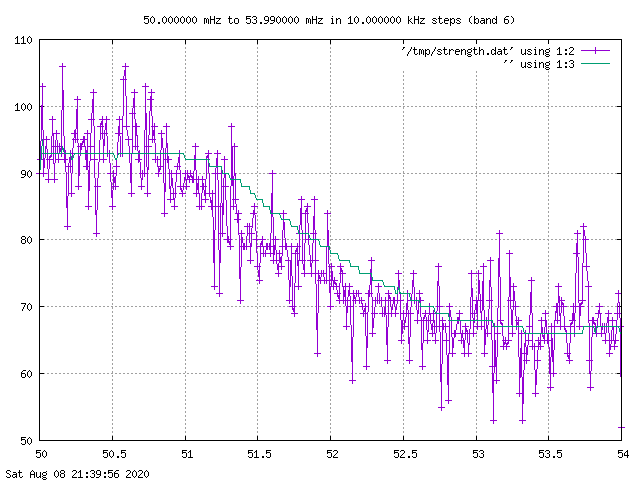 50.000000 mHz to 53.990000 mHz in 10.000000 kHz steps (band 6)
'/tmp/strength.dat' using 1:2
'' using 1:3
110
100
90
80
70
60
50
50 50.5 51 51.5 52 52.5 53 53.5 54
Sat Aug 08 21:39:56 2020